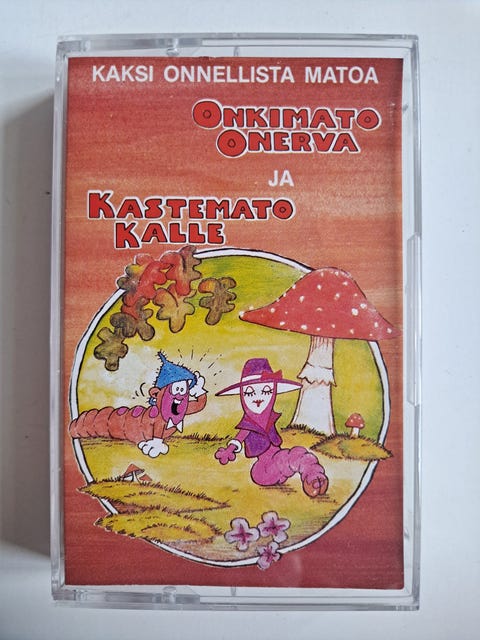 KAKSI ONNELLISTA MATOA
ONKIMATO
ONERVA
JA
KASTEMATO
KALLE